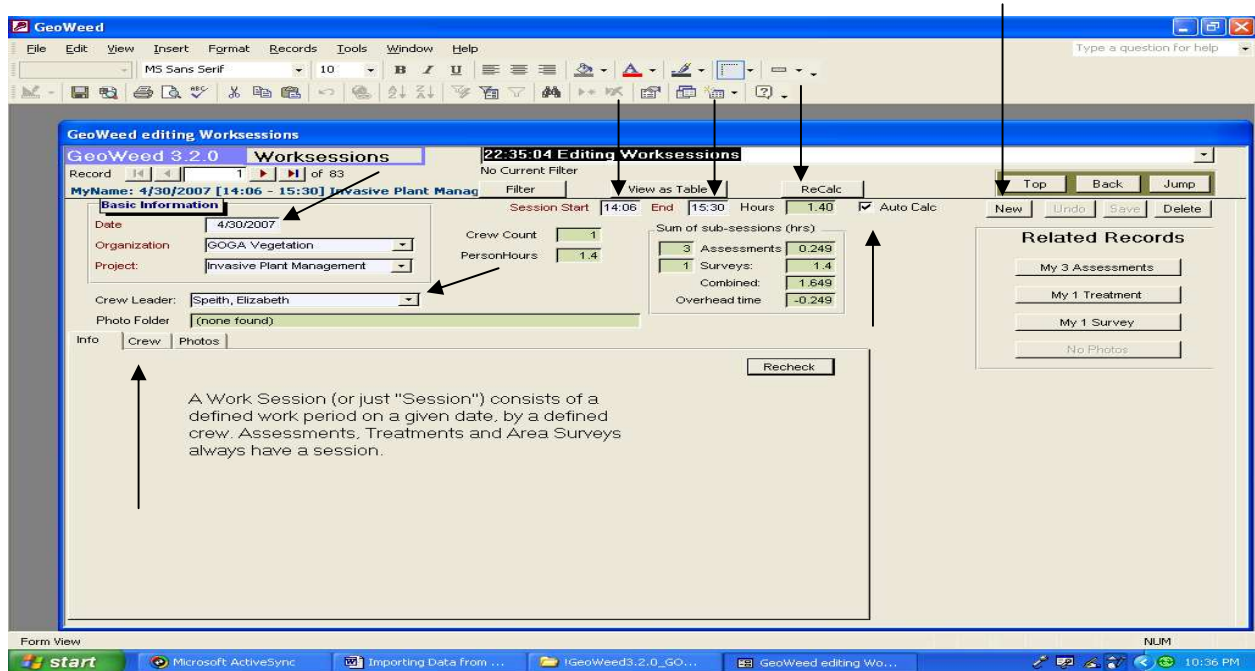 GeoWeed
File Edit View Insert Format Records Tools Window Help Type a question for help
MS Sans Serif 10 B I U
GeoWeed editing Worksessions
GeoWeed 3.2.0 Worksessions 22:35:04 Editing Worksessions
Record 1 of 83 No Current Filter
MyName: 4/30/2007 [14:06 - 15:30] Invasive Plant Manag Filter View as Table ReCalc Top Back Jump
Basic Information Session Start 14:06 End 15:30 Hours 1.40 Auto Calc New Undo Save Delete
Date 4/30/2007
Organization GOGA Vegetation
Project: Invasive Plant Management
Crew Count 1
PersonHours 1.4
Sum of sub-sessions (hrs)
3 Assessments 0.249
1 Surveys: 1.4
Combined: 1.649
Overhead time -0.249
Related Records
My 3 Assessments
My 1 Treatment
My 1 Survey
No Photos
Crew Leader: Speith, Elizabeth
Photo Folder (none found)
Info Crew Photos
Recheck
A Work Session (or just "Session") consists of a
defined work period on a given date, by a defined
crew. Assessments, Treatments and Area Surveys
always have a session.
Form View NUM
start Microsoft ActiveSync Importing Data from ... !GeoWeed3.2.0_GO... GeoWeed editing Wo... 10:36 PM